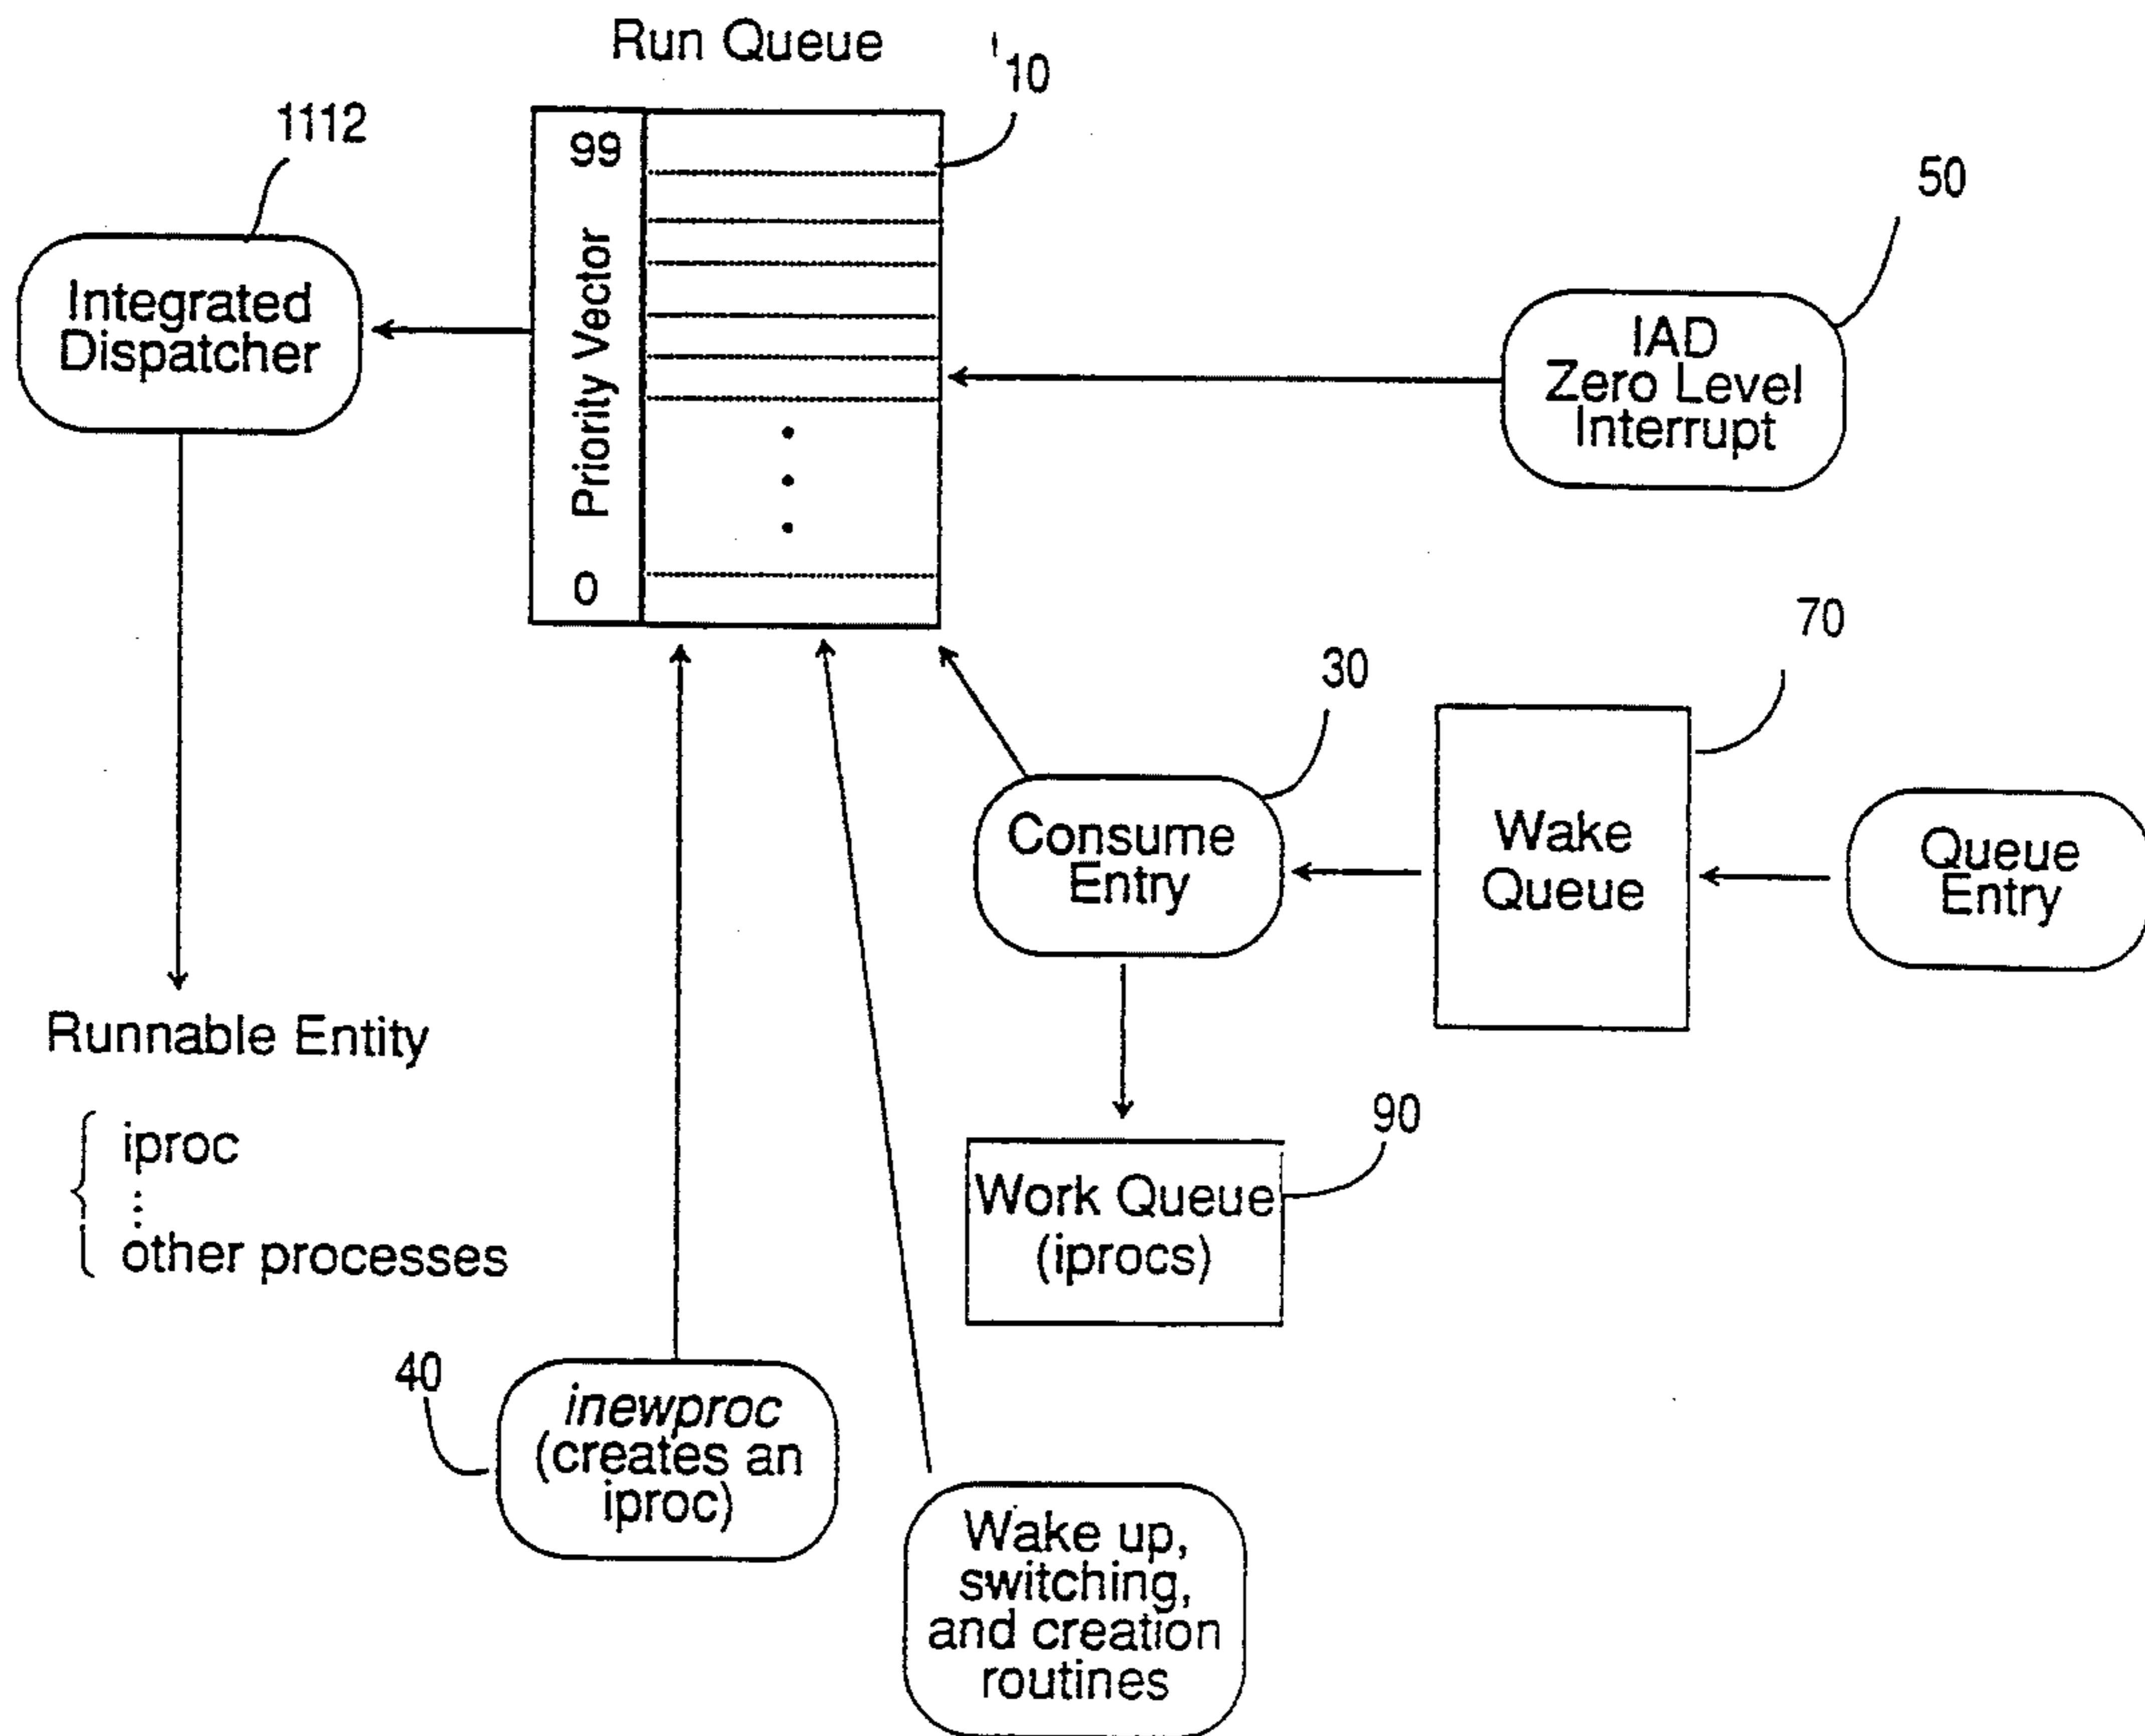 Run Queue
10
1112
99
Priority Vector
0
50
Integrated
Dispatcher
IAD
Zero Level
Interrupt
70
30
Consume
Entry
Wake
Queue
Queue
Entry
Runnable Entity
iproc
other processes
90
Work Queue
(iprocs)
40
inewproc
(creates an
iproc)
Wake up,
switching,
and creation
routines